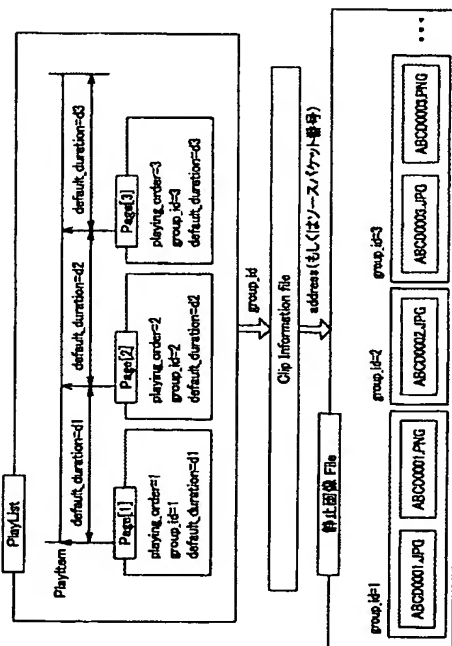 PlayList
PlayItem
default_duration=d1
default_duration=d2
default_duration=d3
Page[1]
playing_order=1
group_id=1
default_duration=d1
Page[2]
playing_order=2
group_id=2
default_duration=d2
Page[3]
playing_order=3
group_id=3
default_duration=d3
group_id
Clip Information file
address(もしくはソースパケット番号)
静止画像 File
group_id=1
ABCD0001.JPG
ABCD0001.PNG
group_id=2
ABCD0002.JPG
group_id=3
ABCD0003.JPG
ABCD0003.PNG
...